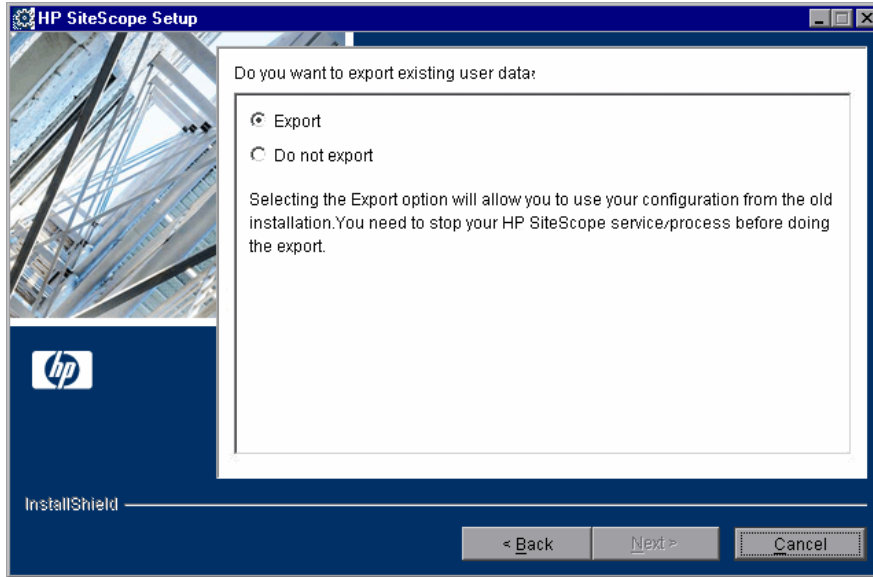 HP SiteScope Setup
Do you want to export existing user data?
Export
Do not export
Selecting the Export option will allow you to use your configuration from the old
installation.You need to stop your HP SiteScope service/process before doing
the export.
hp
InstallShield
< Back
Next >
Cancel